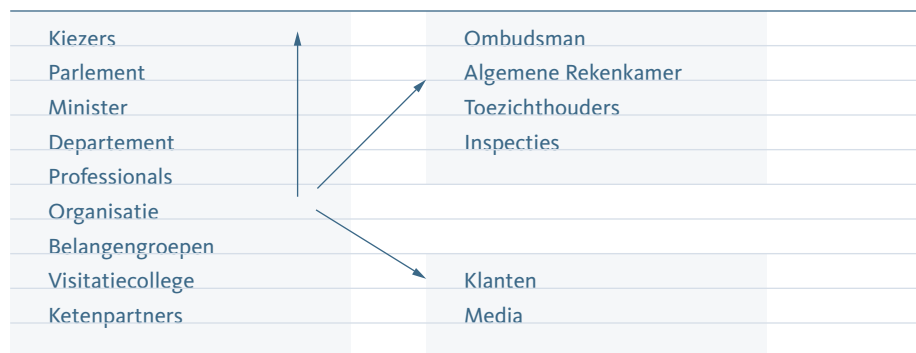 Kiezers
Parlement
Minister
Departement
Professionals
Organisatie
Belangengroepen
Visitatiecollege
Ketenpartners
Ombudsman
Algemene Rekenkamer
Toezichthouders
Inspecties
Klanten
Media